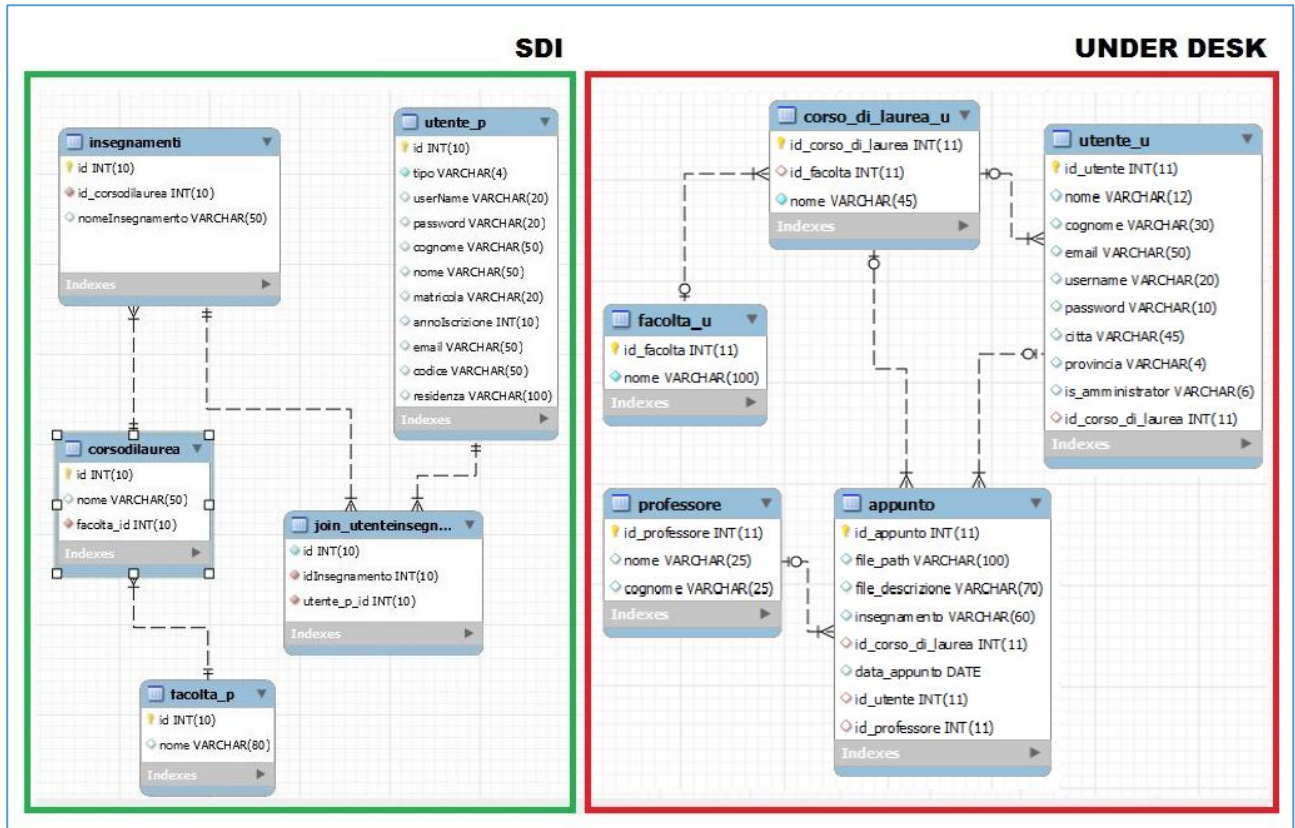 SDI
insegnamenti
id INT(10)
id_corsodilaurea INT(10)
nomeInsegnamento VARCHAR(50)
Indexes
utente_p
id INT(10)
tipo VARCHAR(4)
userName VARCHAR(20)
password VARCHAR(20)
cognome VARCHAR(50)
nome VARCHAR(50)
matricola VARCHAR(20)
annoIscrizione INT(10)
email VARCHAR(50)
codice VARCHAR(50)
residenza VARCHAR(100)
Indexes
corsodilaurea
id INT(10)
nome VARCHAR(50)
facolta_id INT(10)
Indexes
join_utenteinsegn...
id INT(10)
idInsegnamento INT(10)
utente_p_id INT(10)
Indexes
facolta_p
id INT(10)
nome VARCHAR(80)
Indexes
UNDER DESK
corso_di_laurea_u
id_corso_di_laurea INT(11)
id_facolta INT(11)
nome VARCHAR(45)
Indexes
utente_u
id_utente INT(11)
nome VARCHAR(12)
cognome VARCHAR(30)
email VARCHAR(50)
username VARCHAR(20)
password VARCHAR(10)
citta VARCHAR(45)
provincia VARCHAR(4)
is_amministrator VARCHAR(6)
id_corso_di_laurea INT(11)
Indexes
facolta_u
id_facolta INT(11)
nome VARCHAR(100)
Indexes
professore
id_professore INT(11)
nome VARCHAR(25)
cognome VARCHAR(25)
Indexes
appunto
id_appunto INT(11)
file_path VARCHAR(100)
file_descrizione VARCHAR(70)
insegnamento VARCHAR(60)
id_corso_di_laurea INT(11)
data_appunto DATE
id_utente INT(11)
id_professore INT(11)
Indexes